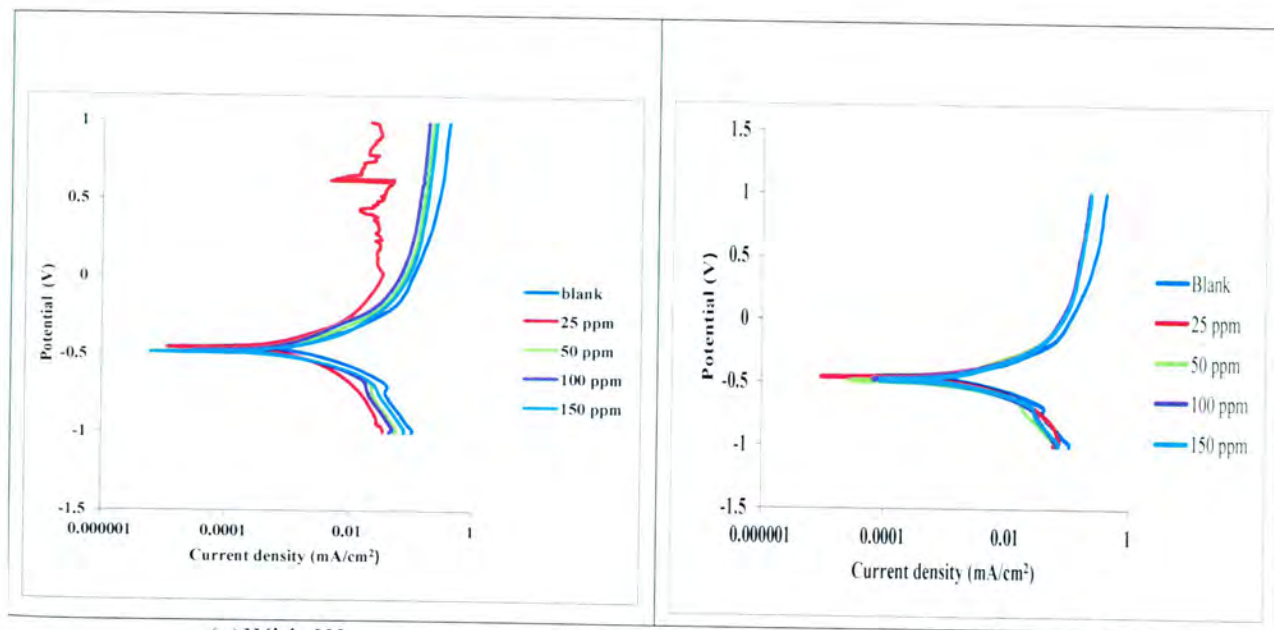 1
0.5
0
-0.5
-1
-1.5
Potential (V)
0.000001 0.0001 0.01 1
Current density (mA/cm²)
blank
25 ppm
50 ppm
100 ppm
150 ppm
1.5
1
0.5
0
-0.5
-1
-1.5
Potential (V)
0.000001 0.0001 0.01 1
Current density (mA/cm²)
Blank
25 ppm
50 ppm
100 ppm
150 ppm